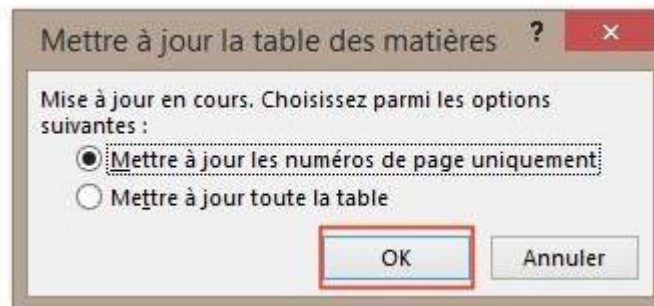 Mettre à jour la table des matières ? ×
Mise à jour en cours. Choisissez parmi les options
suivantes :
Mettre à jour les numéros de page uniquement
Mettre à jour toute la table
OK Annuler